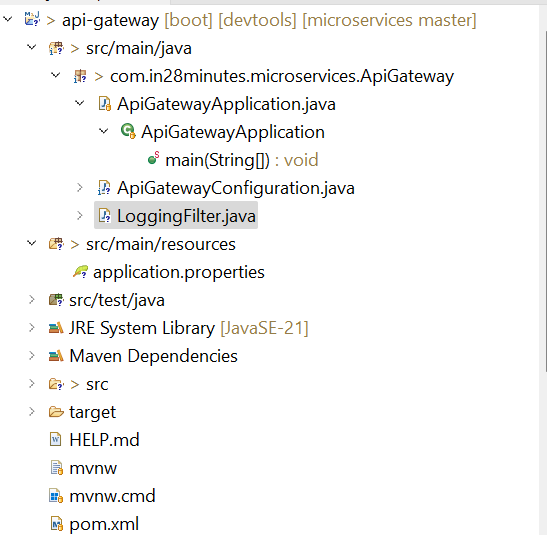 > api-gateway [boot] [devtools] [microservices master]
> src/main/java
> com.in28minutes.microservices.ApiGateway
ApiGatewayApplication.java
ApiGatewayApplication
main(String[]) : void
ApiGatewayConfiguration.java
LoggingFilter.java
> src/main/resources
application.properties
src/test/java
JRE System Library [JavaSE-21]
Maven Dependencies
> src
target
HELP.md
mvnw
mvnw.cmd
pom.xml